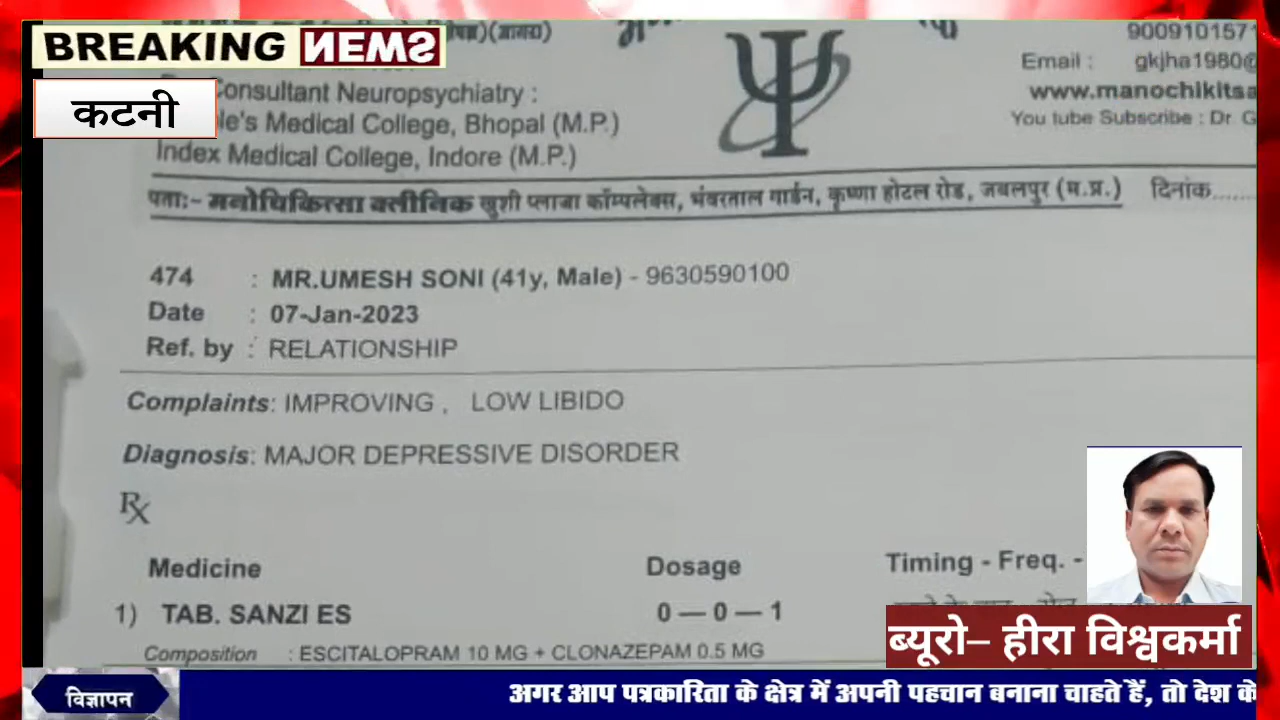 BREAKING NEWS
कटनी
(आगरा)
9009101571
Email : gkjha1980@
Consultant Neuropsychiatry :
www.manochikitsa
le's Medical College, Bhopal (M.P.)
You tube Subscribe : Dr. G
Index Medical College, Indore (M.P.)
पता:- मनोचिकित्सा क्लीनिक खुशी प्लाजा कॉम्पलेक्स, भंवरताल गार्डन, कृष्णा होटल रोड, जबलपुर (म.प्र.) दिनांक.......
474 : MR.UMESH SONI (41y, Male) - 9630590100
Date : 07-Jan-2023
Ref. by : RELATIONSHIP
Complaints: IMPROVING , LOW LIBIDO
Diagnosis: MAJOR DEPRESSIVE DISORDER
Rx
Medicine Dosage Timing - Freq. -
1) TAB. SANZI ES 0 — 0 — 1
Composition : ESCITALOPRAM 10 MG + CLONAZEPAM 0.5 MG
ब्यूरो– हीरा विश्वकर्मा
विज्ञापन
अगर आप पत्रकारिता के क्षेत्र में अपनी पहचान बनाना चाहते हैं, तो देश के